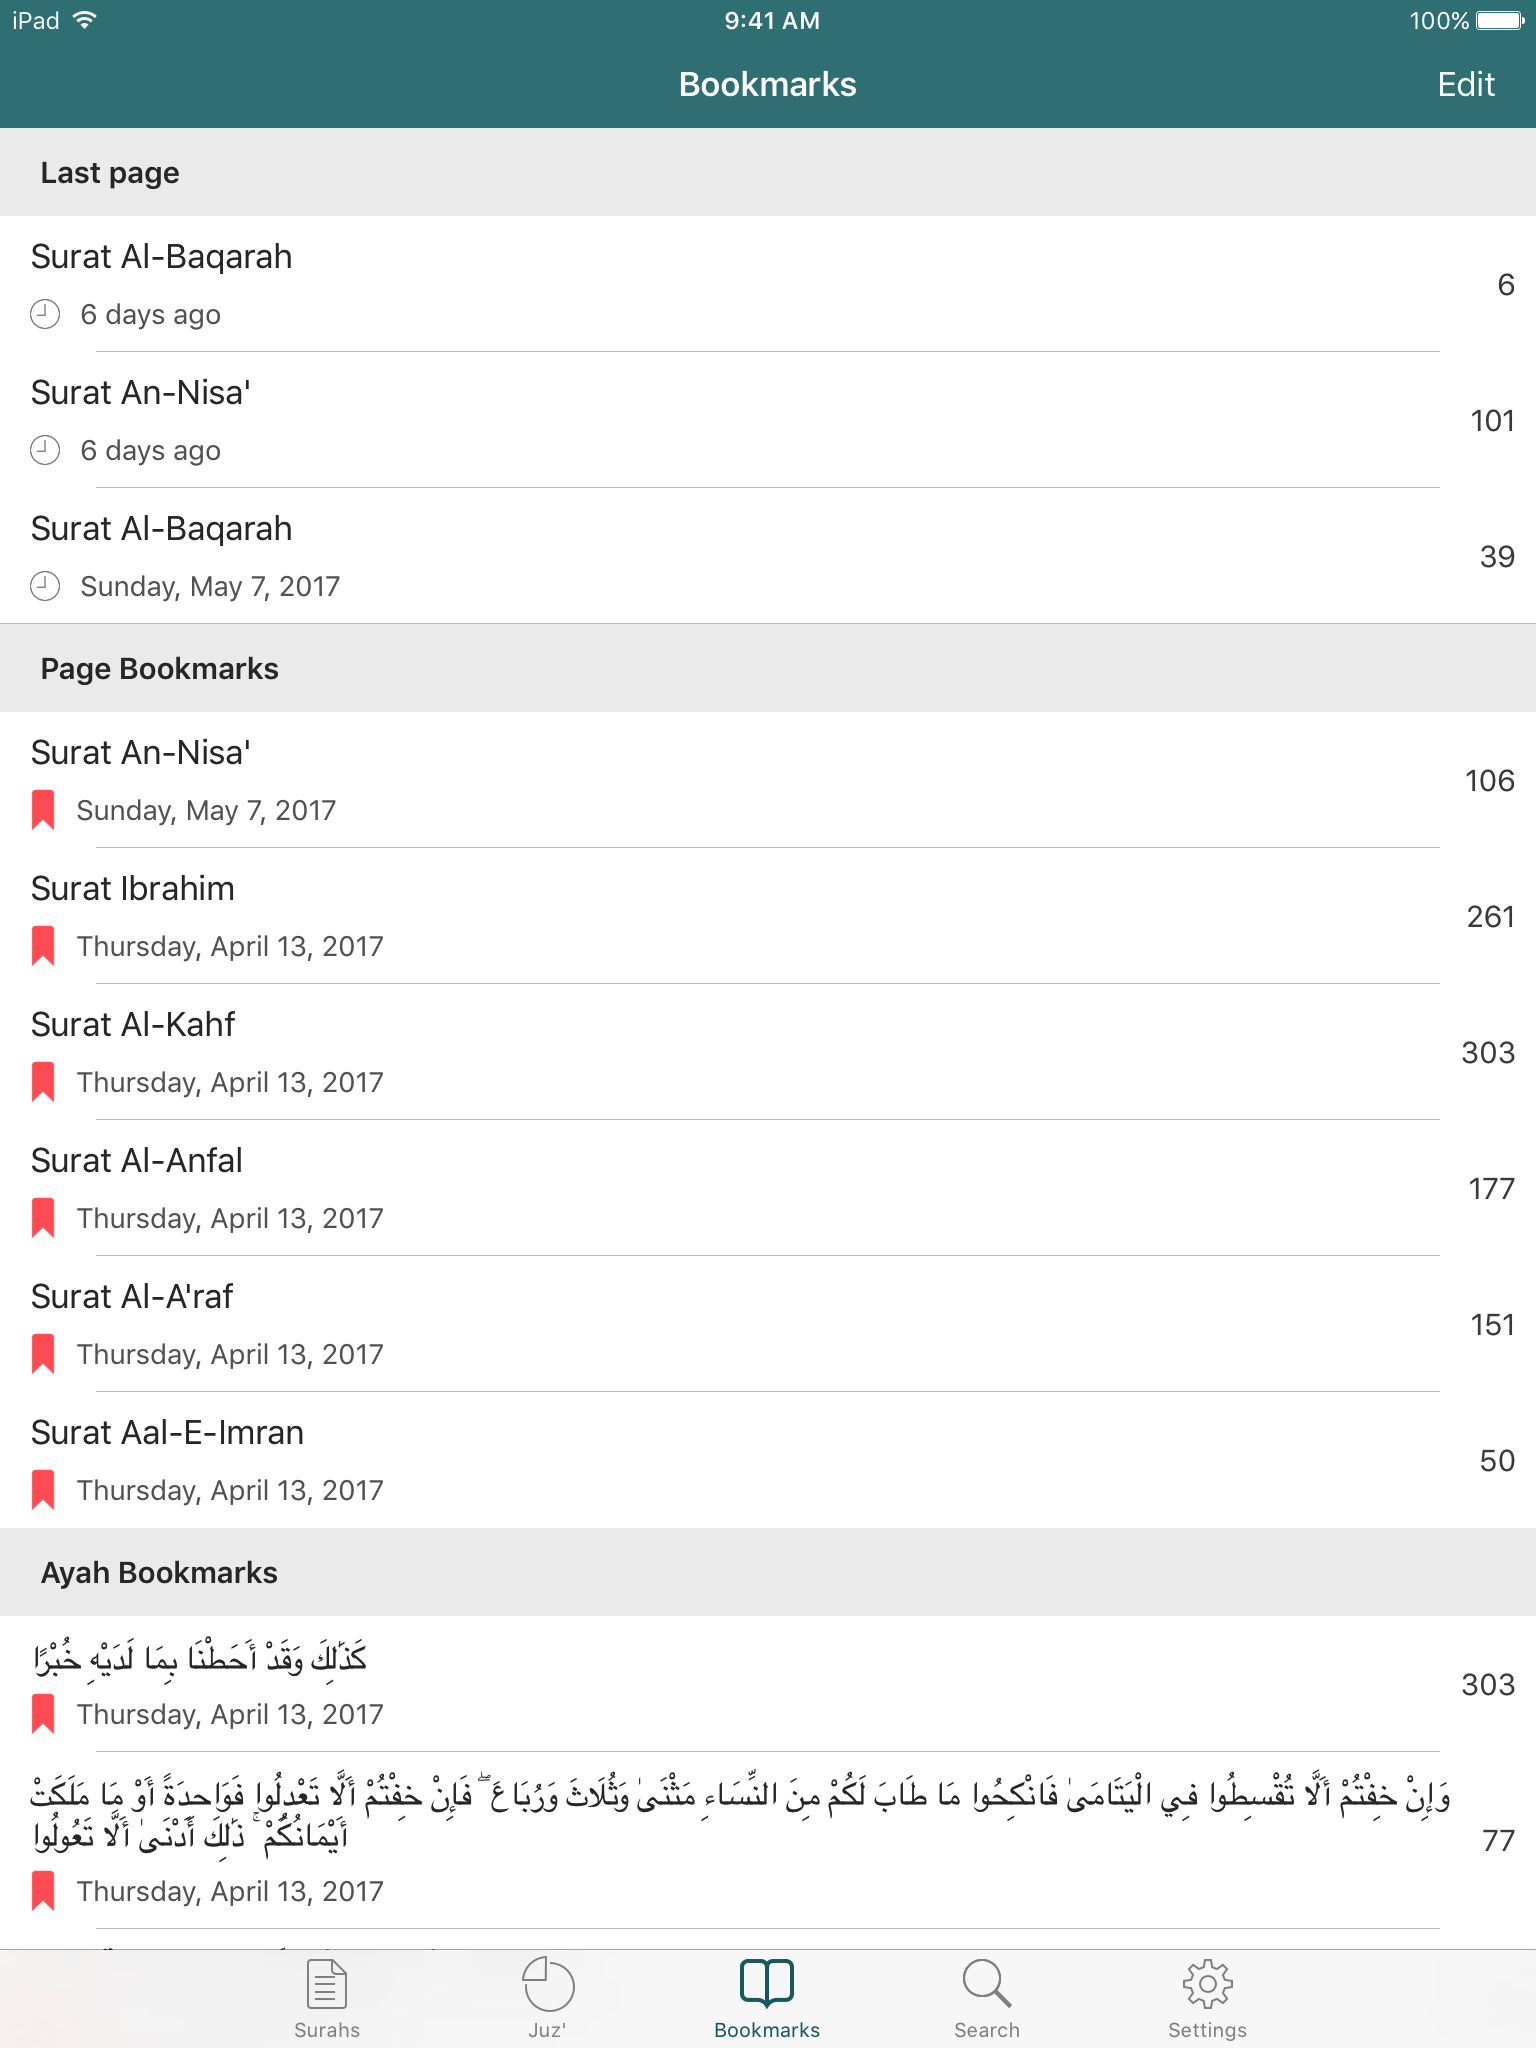 iPad 9:41 AM 100%
Bookmarks Edit
Last page
Surat Al-Baqarah
6
6 days ago
Surat An-Nisa'
101
6 days ago
Surat Al-Baqarah
39
Sunday, May 7, 2017
Page Bookmarks
Surat An-Nisa'
106
Sunday, May 7, 2017
Surat Ibrahim
261
Thursday, April 13, 2017
Surat Al-Kahf
303
Thursday, April 13, 2017
Surat Al-Anfal
177
Thursday, April 13, 2017
Surat Al-A'raf
151
Thursday, April 13, 2017
Surat Aal-E-Imran
50
Thursday, April 13, 2017
Ayah Bookmarks
كَذَٰلِكَ وَقَدْ أَحَطْنَا بِمَا لَدَيْهِ خُبْرًا
303
Thursday, April 13, 2017
وَإِنْ خِفْتُمْ أَلَّا تُقْسِطُوا فِي الْيَتَامَىٰ فَانْكِحُوا مَا طَابَ لَكُمْ مِنَ النِّسَاءِ مَثْنَىٰ وَثُلَاثَ وَرُبَاعَ ۖ فَإِنْ خِفْتُمْ أَلَّا تَعْدِلُوا فَوَاحِدَةً أَوْ مَا مَلَكَتْ
أَيْمَانُكُمْ ۚ ذَٰلِكَ أَدْنَىٰ أَلَّا تَعُولُوا
77
Thursday, April 13, 2017
Surahs Juz' Bookmarks Search Settings